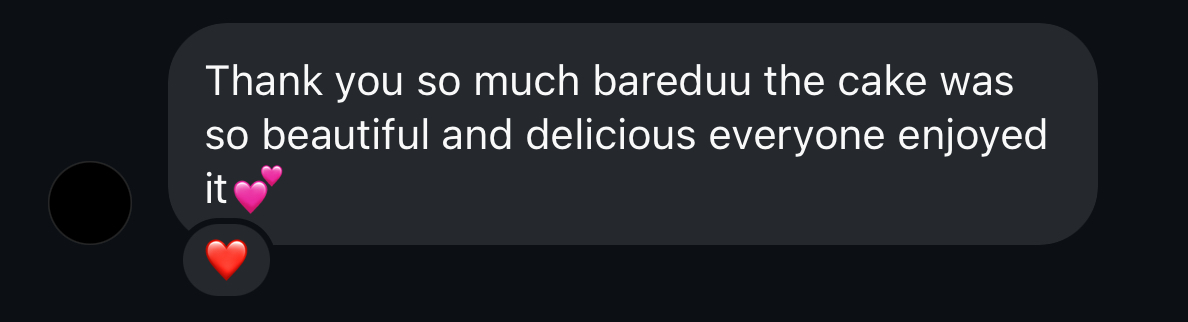 Thank you so much bareduu the cake was
so beautiful and delicious everyone enjoyed
it💕
❤️